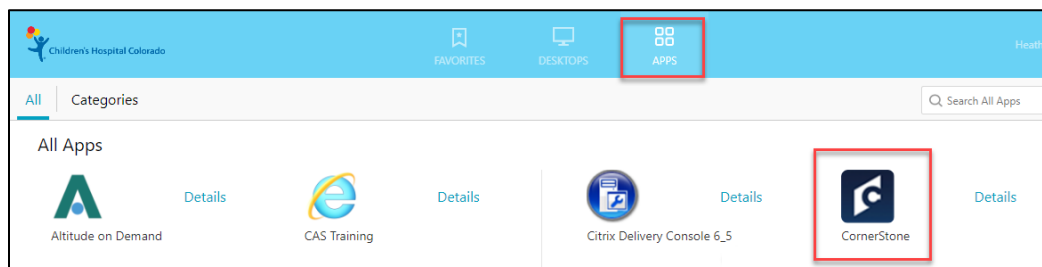 Children's Hospital Colorado
FAVORITES
DESKTOPS
APPS
Heath
All
Categories
Search All Apps
All Apps
Details
Details
Details
Details
Altitude on Demand
CAS Training
Citrix Delivery Console 6_5
CornerStone